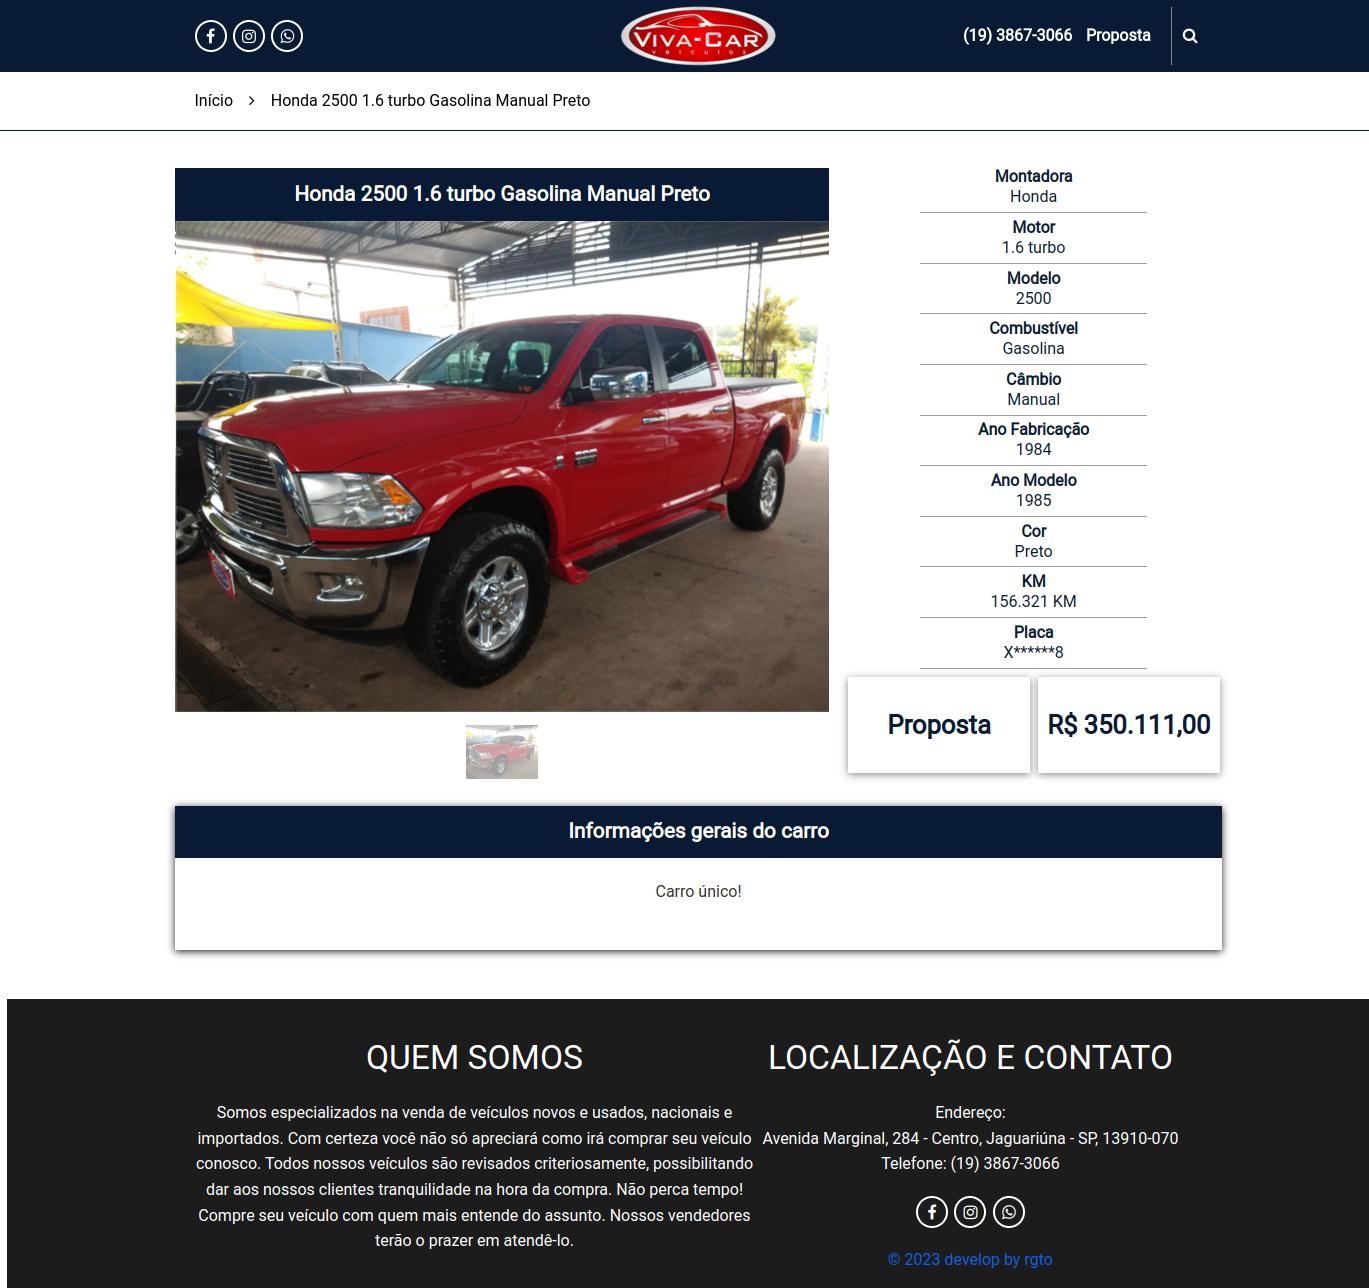 VIVA-CAR
veículos
(19) 3867-3066 Proposta
Início > Honda 2500 1.6 turbo Gasolina Manual Preto
Honda 2500 1.6 turbo Gasolina Manual Preto
Montadora
Honda
Motor
1.6 turbo
Modelo
2500
Combustível
Gasolina
Câmbio
Manual
Ano Fabricação
1984
Ano Modelo
1985
Cor
Preto
KM
156.321 KM
Placa
X******8
Proposta
R$ 350.111,00
Informações gerais do carro
Carro único!
QUEM SOMOS
Somos especializados na venda de veículos novos e usados, nacionais e
importados. Com certeza você não só apreciará como irá comprar seu veículo
conosco. Todos nossos veículos são revisados criteriosamente, possibilitando
dar aos nossos clientes tranquilidade na hora da compra. Não perca tempo!
Compre seu veículo com quem mais entende do assunto. Nossos vendedores
terão o prazer em atendê-lo.
LOCALIZAÇÃO E CONTATO
Endereço:
Avenida Marginal, 284 - Centro, Jaguariúna - SP, 13910-070
Telefone: (19) 3867-3066
© 2023 develop by rgto